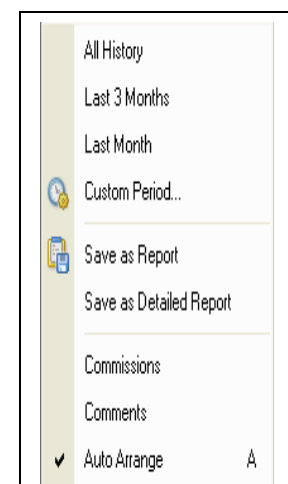 All History
Last 3 Months
Last Month
Custom Period...
Save as Report
Save as Detailed Report
Commissions
Comments
Auto Arrange A